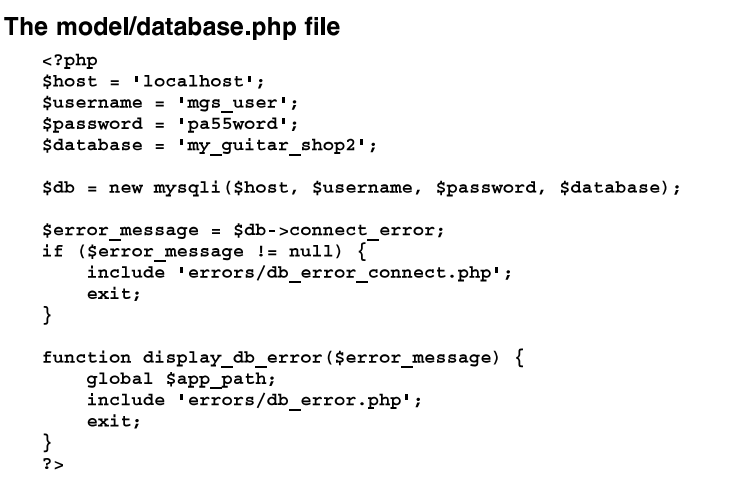 The model/database.php file
<?php
$host = 'localhost';
$username = 'mgs_user';
$password = 'pa55word';
$database = 'my_guitar_shop2';
$db = new mysqli($host, $username, $password, $database);
$error_message = $db->connect_error;
if ($error_message != null) {
    include 'errors/db_error_connect.php';
    exit;
}
function display_db_error($error_message) {
    global $app_path;
    include 'errors/db_error.php';
    exit;
}
?>